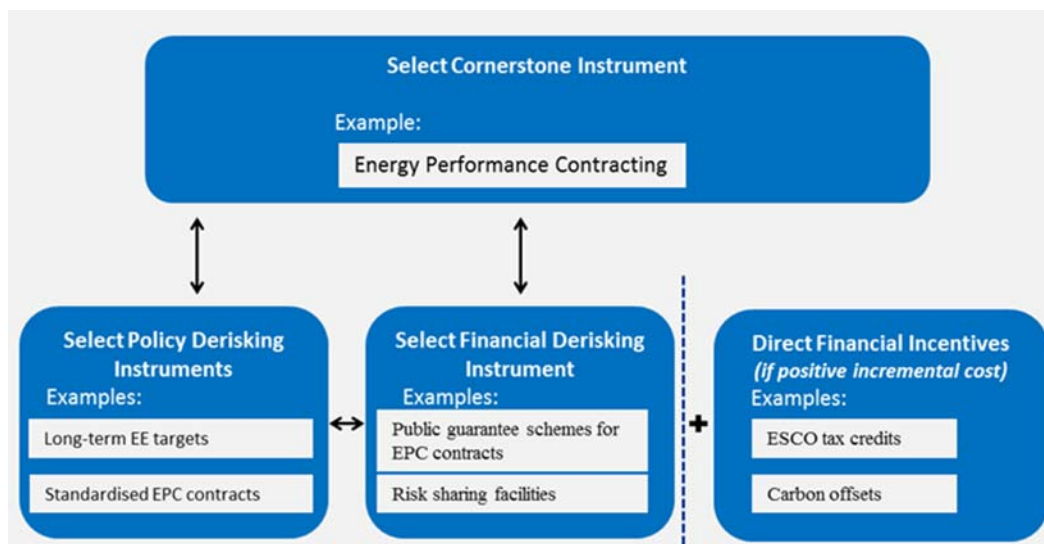 Select Cornerstone Instrument
Example:
Energy Performance Contracting
Select Policy Derisking
Instruments
Examples:
Long-term EE targets
Standardised EPC contracts
Select Financial Derisking
Instrument
Examples:
Public guarantee schemes for
EPC contracts
Risk sharing facilities
Direct Financial Incentives
(if positive incremental cost)
Examples:
ESCO tax credits
Carbon offsets